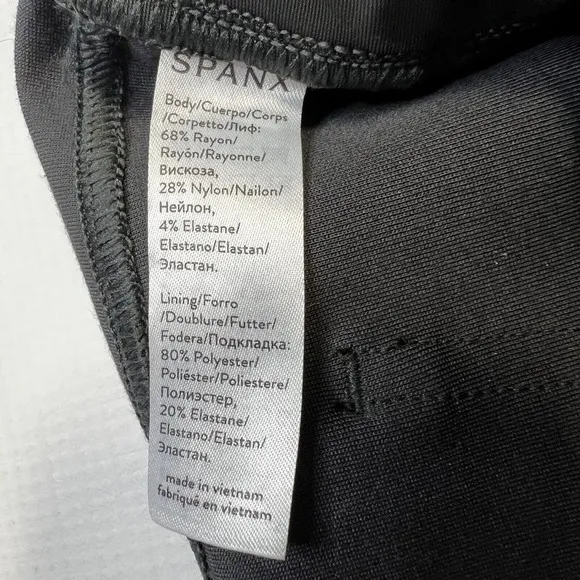 SPANX
Body/Cuerpo/Corps
/Corpetto/Лиф:
68% Rayon/
Rayón/Rayonne/
Вискоза,
28% Nylon/Nailon/
Нейлон,
4% Elastane/
Elastano/Elastan/
Эластан.
Lining/Forro
/Doublure/Futter/
Fodera/Подкладка:
80% Polyester/
Poliéster/Poliestere/
Полиэстер,
20% Elastane/
Elastano/Elastan/
Эластан.
made in vietnam
fabriqué en vietnam